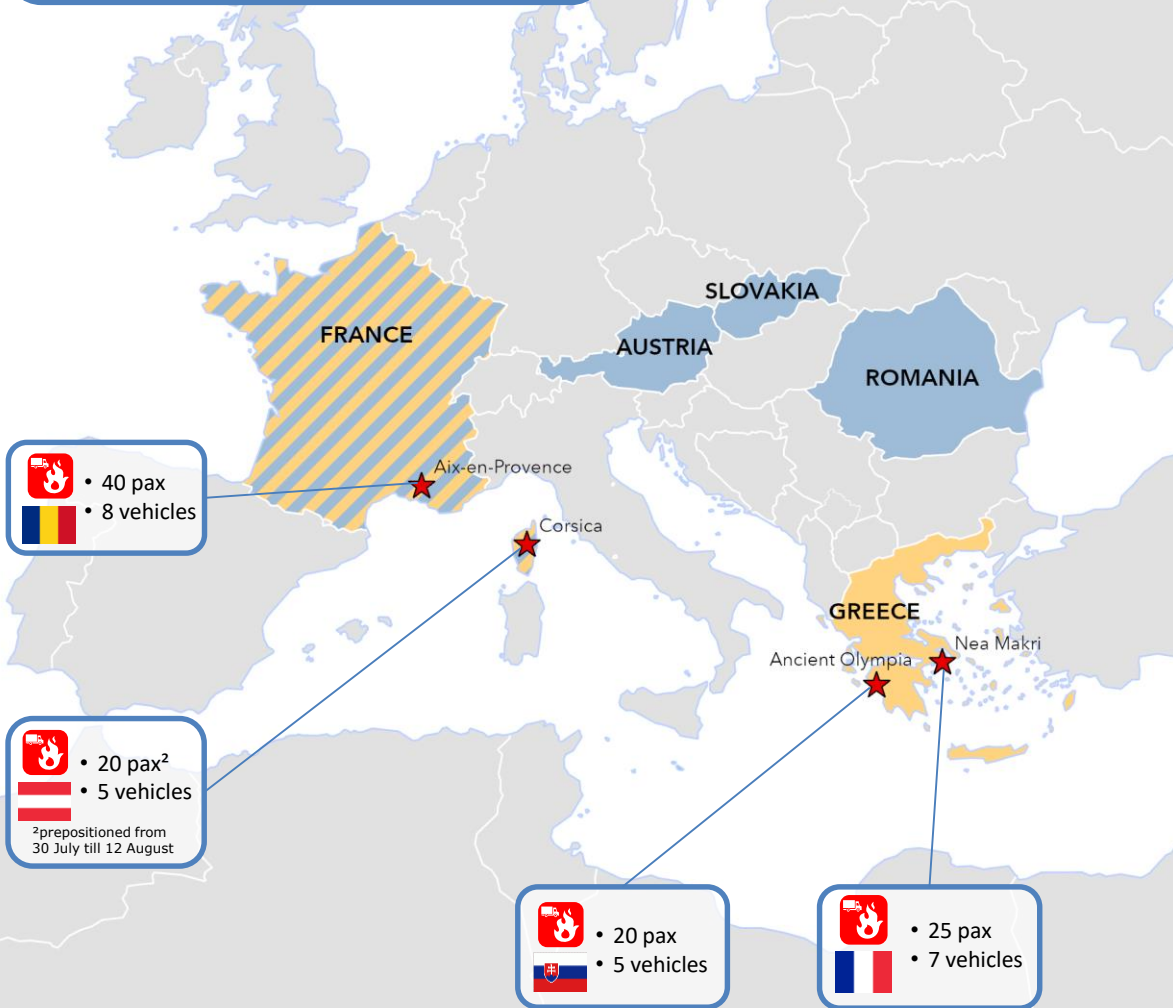 SLOVAKIA
FRANCE
AUSTRIA
ROMANIA
Aix-en-Provence
• 40 pax
• 8 vehicles
Corsica
GREECE
Nea Makri
Ancient Olympia
• 20 pax²
• 5 vehicles
²prepositioned from
30 July till 12 August
• 20 pax
• 5 vehicles
• 25 pax
• 7 vehicles